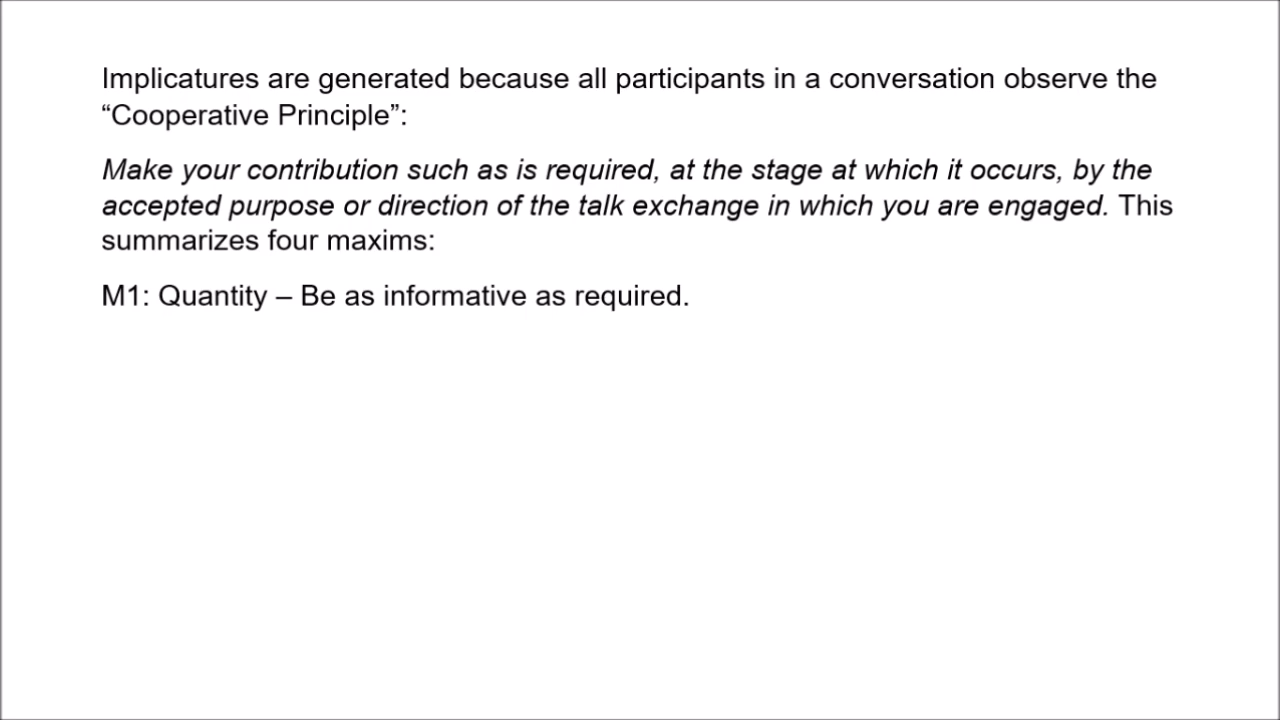 Implicatures are generated because all participants in a conversation observe the
“Cooperative Principle”:
Make your contribution such as is required, at the stage at which it occurs, by the
accepted purpose or direction of the talk exchange in which you are engaged. This
summarizes four maxims:
M1: Quantity – Be as informative as required.